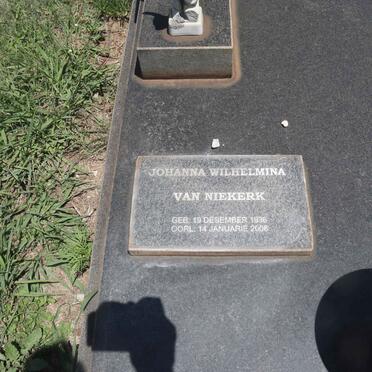 JOHANNA WILHELMINA
VAN NIEKERK
GEB: 19 DESEMBER 1936
OORL: 14 JANUARIE 2006